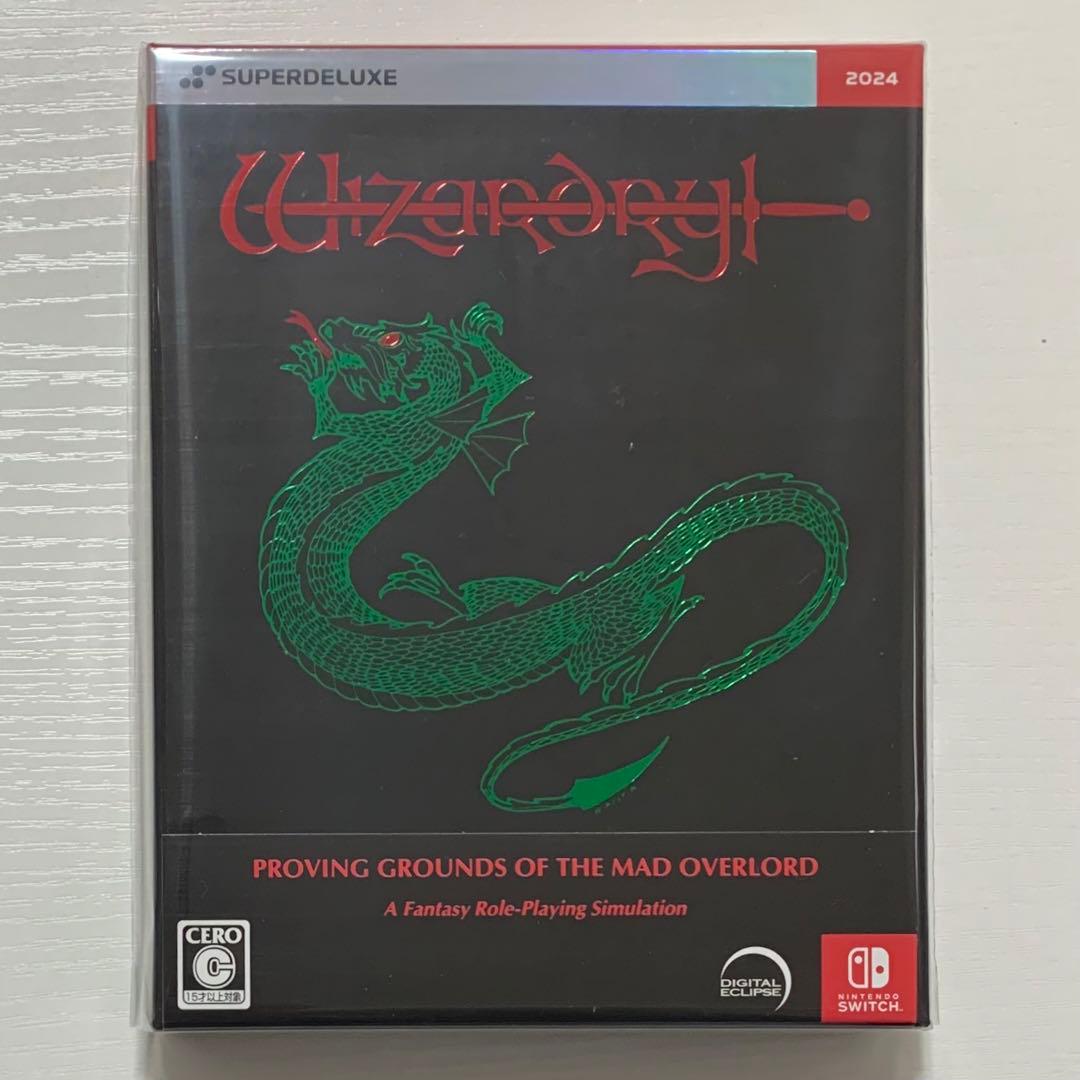 SUPERDELUXE
2024
Wizardry
PROVING GROUNDS OF THE MAD OVERLORD
A Fantasy Role-Playing Simulation
CERO
C
15才以上対象
DIGITAL
ECLIPSE
NINTENDO
SWITCH™